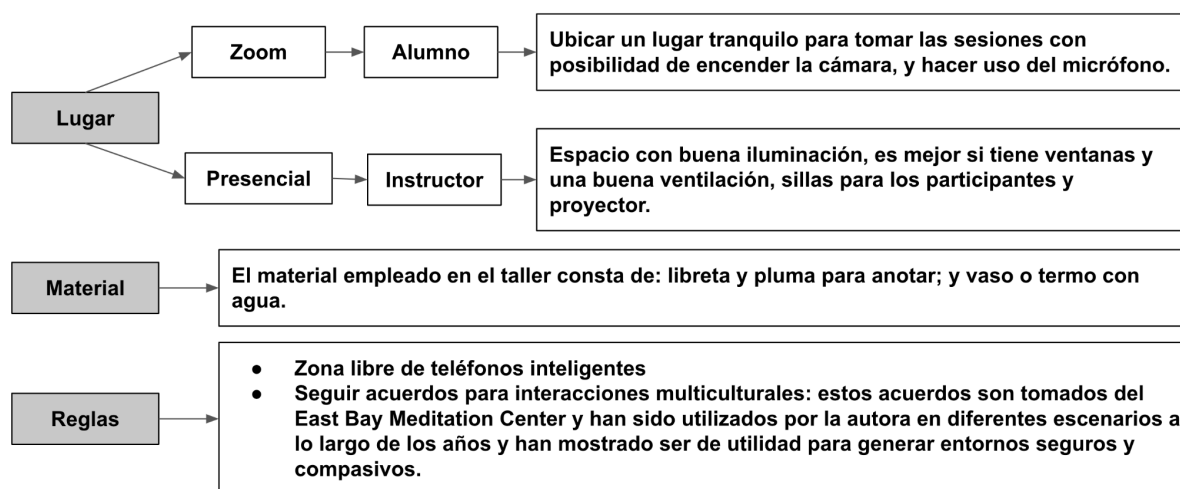 Lugar
Zoom
Alumno
Ubicar un lugar tranquilo para tomar las sesiones con
posibilidad de encender la cámara, y hacer uso del micrófono.
Presencial
Instructor
Espacio con buena iluminación, es mejor si tiene ventanas y
una buena ventilación, sillas para los participantes y
proyector.
Material
El material empleado en el taller consta de: libreta y pluma para anotar; y vaso o termo con
agua.
Reglas
● Zona libre de teléfonos inteligentes
● Seguir acuerdos para interacciones multiculturales: estos acuerdos son tomados del
East Bay Meditation Center y han sido utilizados por la autora en diferentes escenarios a
lo largo de los años y han mostrado ser de utilidad para generar entornos seguros y
compasivos.